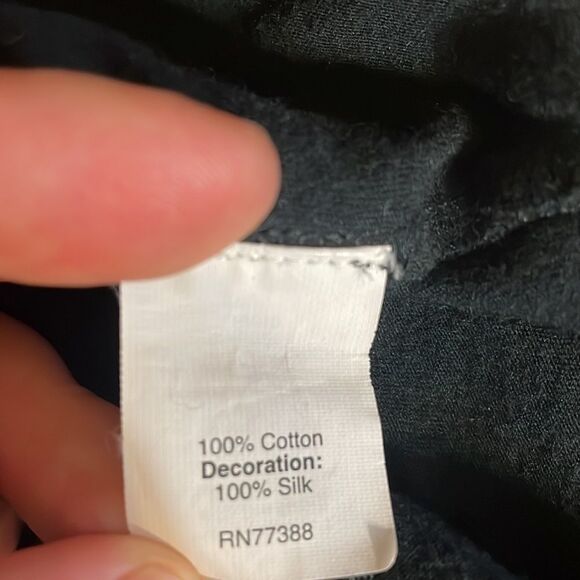 100% Cotton
Decoration:
100% Silk
RN77388